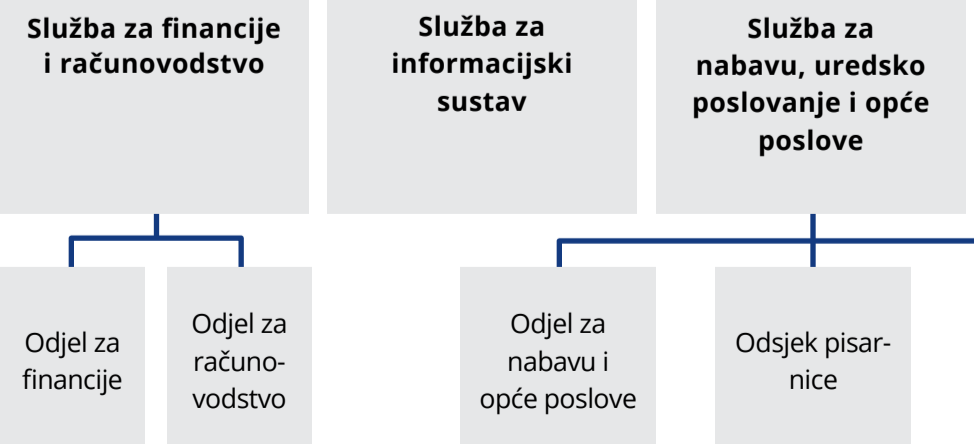 Služba za financije
i računovodstvo
Služba za
informacijski
sustav
Služba za
nabavu, uredsko
poslovanje i opće
poslove
Odjel za
financije
Odjel za
računo-
vodstvo
Odjel za
nabavu i
opće poslove
Odsjek pisar-
nice